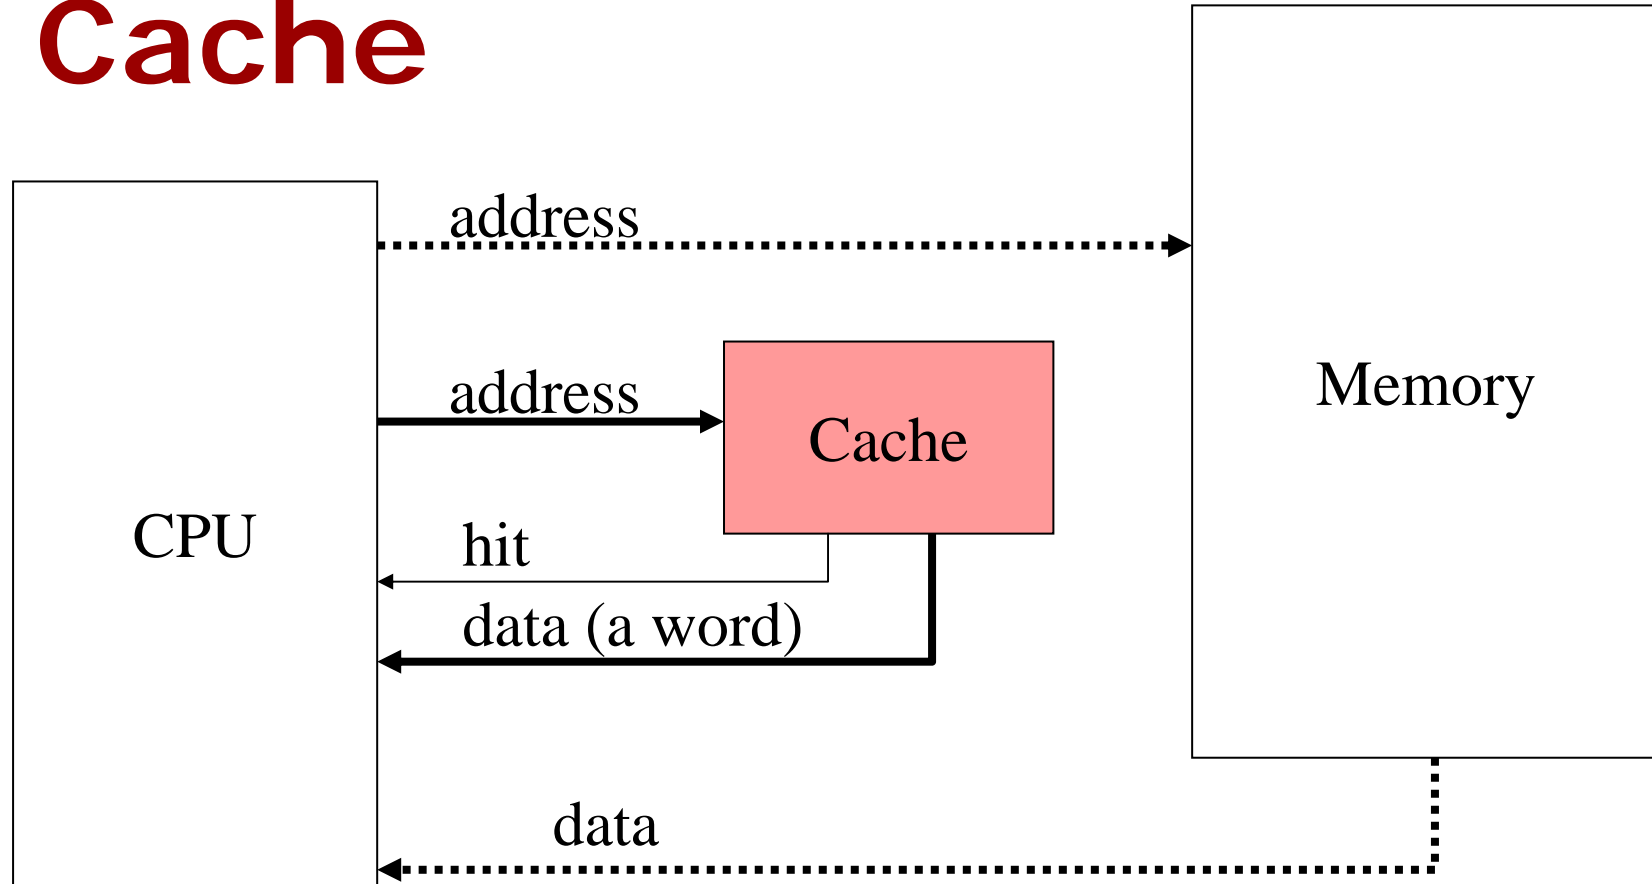 Cache
address
address
Cache
Memory
CPU
hit
data (a word)
data